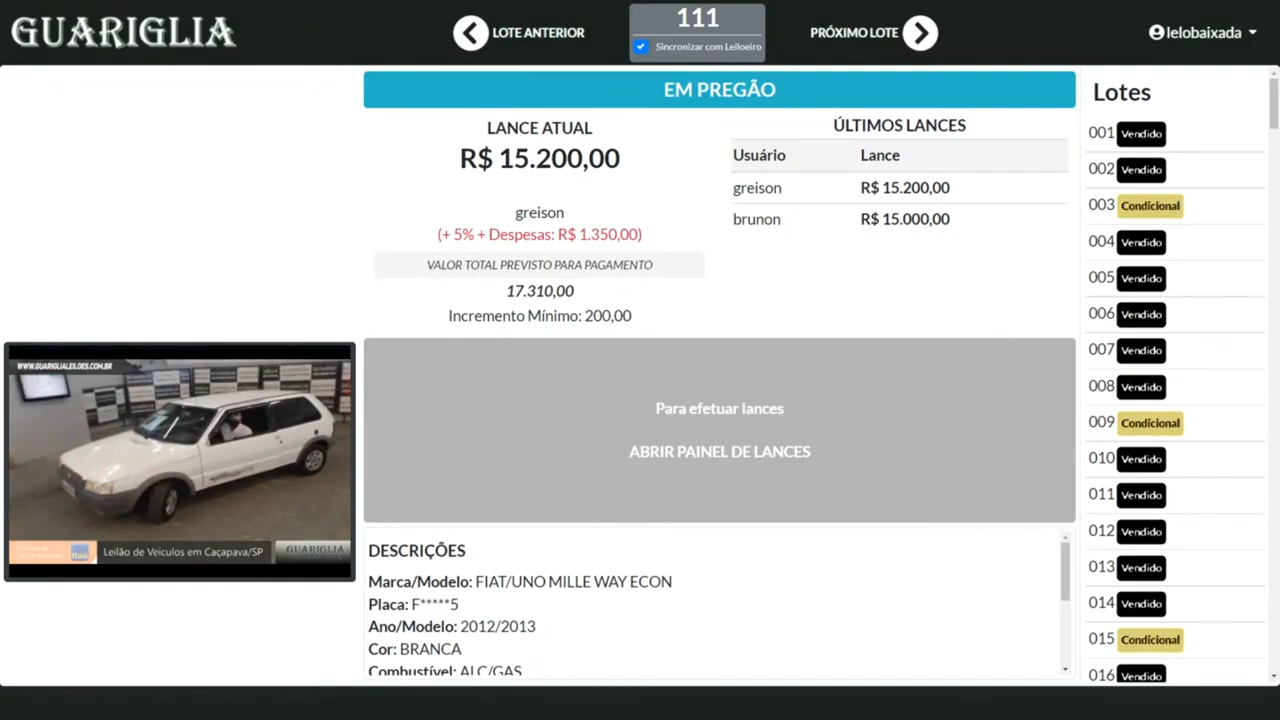 GUARIGLIA
LOTE ANTERIOR
111
Sincronizar com Leiloeiro
PRÓXIMO LOTE
lelobaixada
EM PREGÃO
LANCE ATUAL
R$ 15.200,00
greison
(+ 5% + Despesas: R$ 1.350,00)
VALOR TOTAL PREVISTO PARA PAGAMENTO
17.310,00
Incremento Mínimo: 200,00
ÚLTIMOS LANCES
Usuário Lance
greison R$ 15.200,00
brunon R$ 15.000,00
Para efetuar lances
ABRIR PAINEL DE LANCES
WWW.GUARIGLIALEILOES.COM.BR
Itaú
Leilão de Veículos em Caçapava/SP
GUARIGLIA
DESCRIÇÕES
Marca/Modelo: FIAT/UNO MILLE WAY ECON
Placa: F*****5
Ano/Modelo: 2012/2013
Cor: BRANCA
Combustível: ALC/GAS
Lotes
001 Vendido
002 Vendido
003 Condicional
004 Vendido
005 Vendido
006 Vendido
007 Vendido
008 Vendido
009 Condicional
010 Vendido
011 Vendido
012 Vendido
013 Vendido
014 Vendido
015 Condicional
016 Vendido